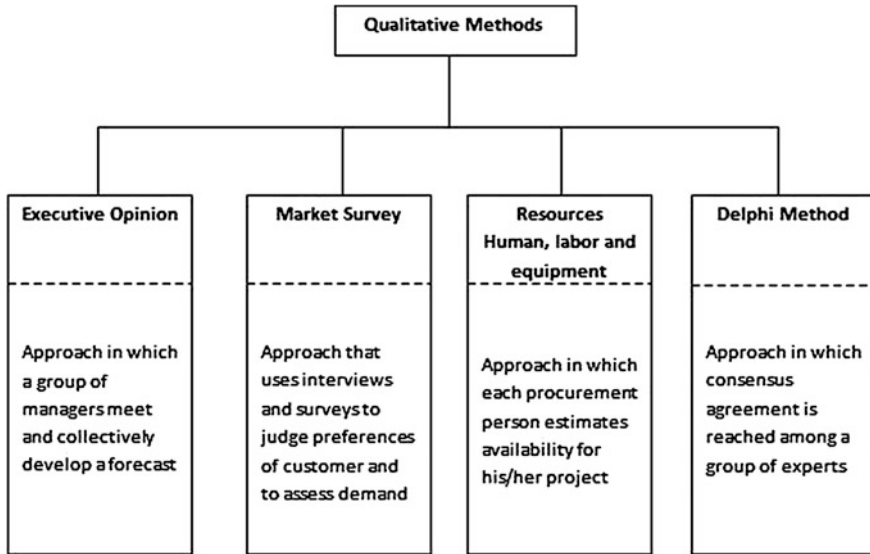 Qualitative Methods
Executive Opinion
Approach in which
a group of
managers meet
and collectively
develop a forecast
Market Survey
Approach that
uses interviews
and surveys to
judge preferences
of customer and
to assess demand
Resources
Human, labor and
equipment
Approach in which
each procurement
person estimates
availability for
his/her project
Delphi Method
Approach in which
consensus
agreement is
reached among a
group of experts